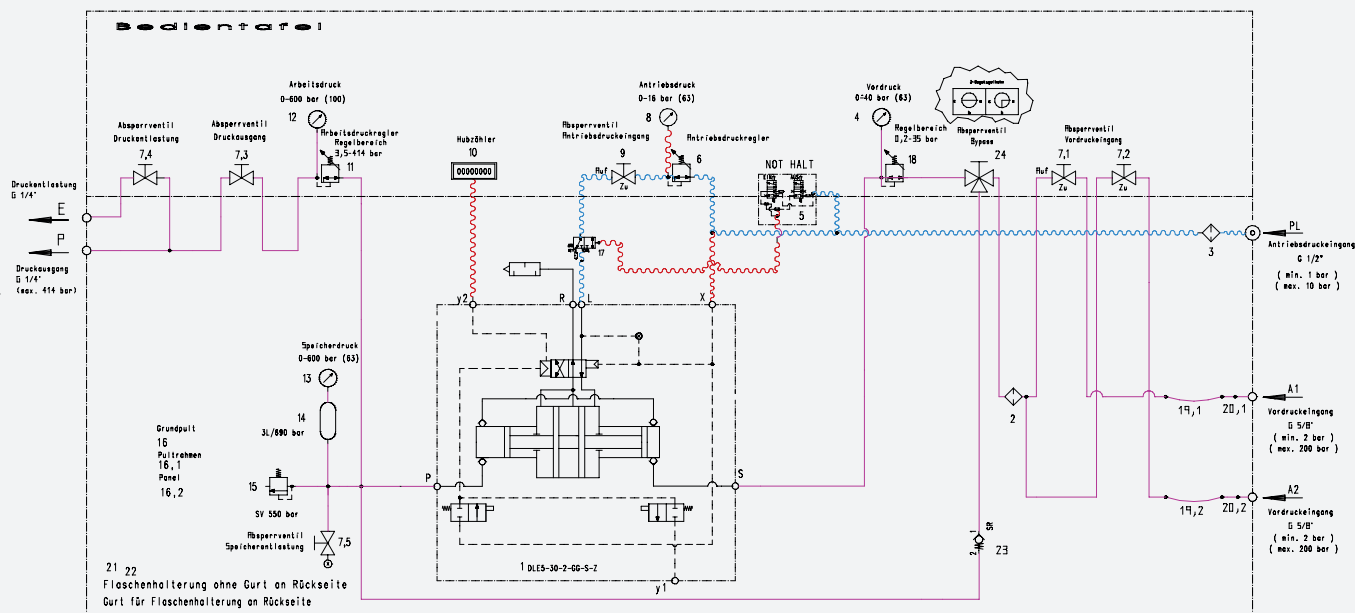 Bedientafel
Arbeitsdruck
0-600 bar (100)
12
Antriebsdruck
0-16 bar (63)
8
Vordruck
0-40 bar (63)
4
Absperrventil
Druckentlastung
7,4
Absperrventil
Druckausgang
7,3
Arbeitsdruckregler
Regelbereich
3,5-414 bar
11
Hubzähler
10
00000000
Absperrventil
Antriebsdruckeingang
9
Auf
Zu
Antriebsdruckregler
6
NOT HALT
5
Regelbereich
0,2-35 bar
18
Absperrventil
Bypass
24
Absperrventil
Vordruckeingang
7,1
7,2
Auf
Zu
Zu
Druckentlastung
G 1/4"
E
P
Druckausgang
G 1/4"
(max. 414 bar)
17
PL
3
Antriebsdruckeingang
G 1/2"
( min. 1 bar )
( max. 10 bar )
y2
R
L
X
Speicherdruck
0-600 bar (63)
13
14
3L/690 bar
Grundpult
16
Pultrahmen
16,1
Panel
16,2
15
SV 550 bar
P
S
Absperrventil
Speicherentlastung
7,5
2
19,1
20,1
A1
Vordruckeingang
G 5/8"
( min. 2 bar )
( max. 200 bar )
19,2
20,2
A2
Vordruckeingang
G 5/8"
( min. 2 bar )
( max. 200 bar )
1
SR
2
23
1 DLE5-30-2-GG-S-Z
y1
21
22
Flaschenhalterung ohne Gurt an Rückseite
Gurt für Flaschenhalterung an Rückseite